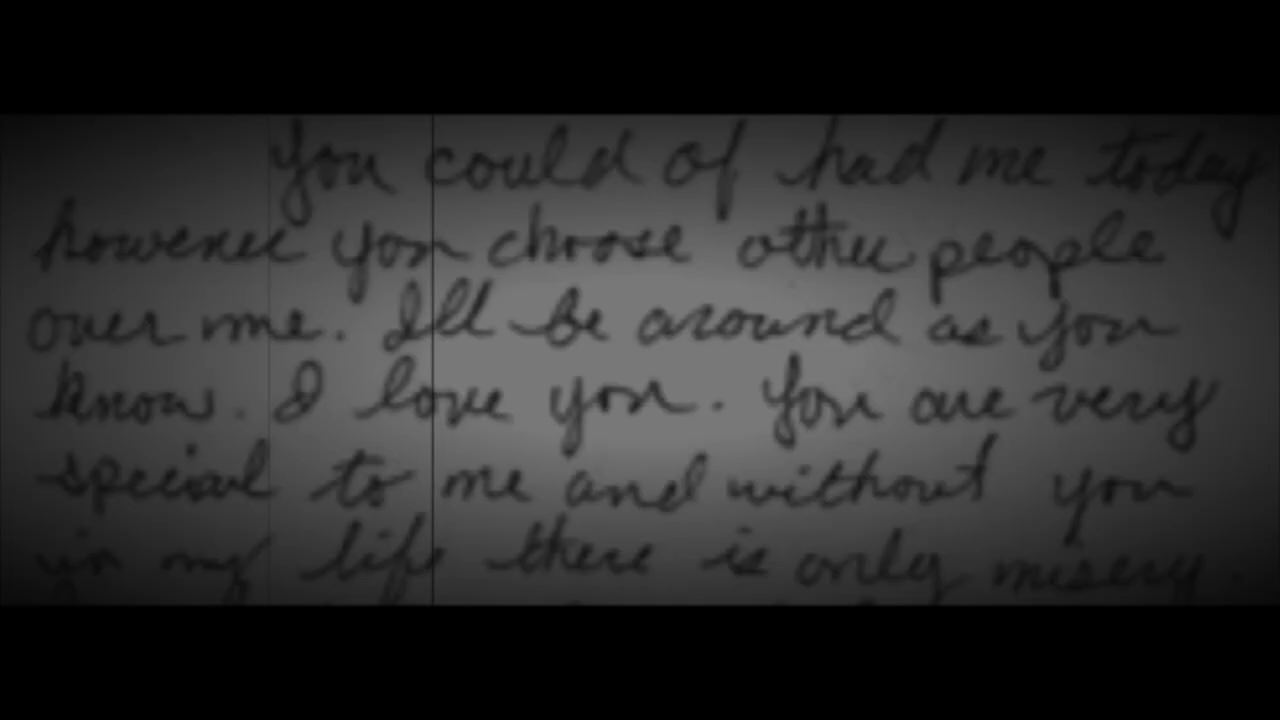 You could of had me today
however you choose other people
over me. Ill be around as you
know. I love you. You are very
special to me and without you
in my life there is only misery.